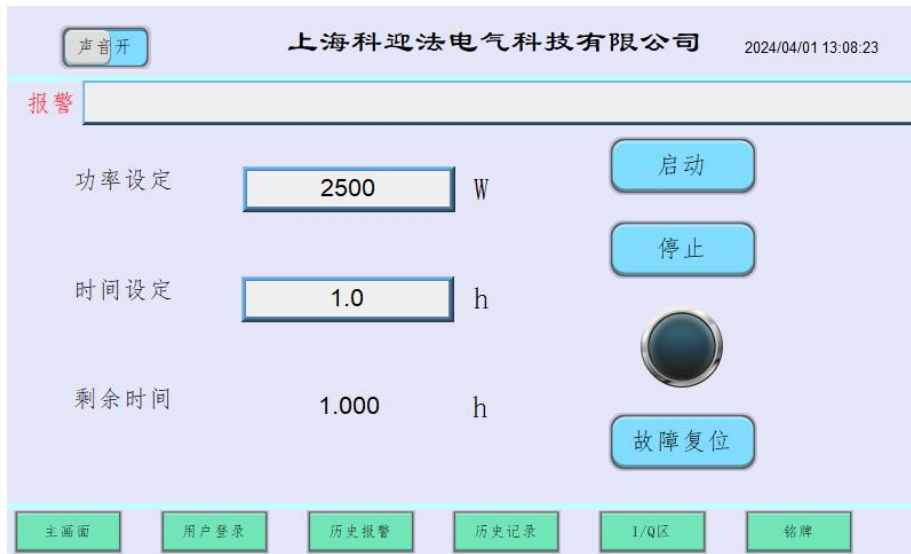 声音开
上海科迎法电气科技有限公司
2024/04/01 13:08:23
报警
功率设定 2500 W
启动
停止
时间设定 1.0 h
剩余时间 1.000 h
故障复位
主画面 用户登录 历史报警 历史记录 I/Q区 铭牌